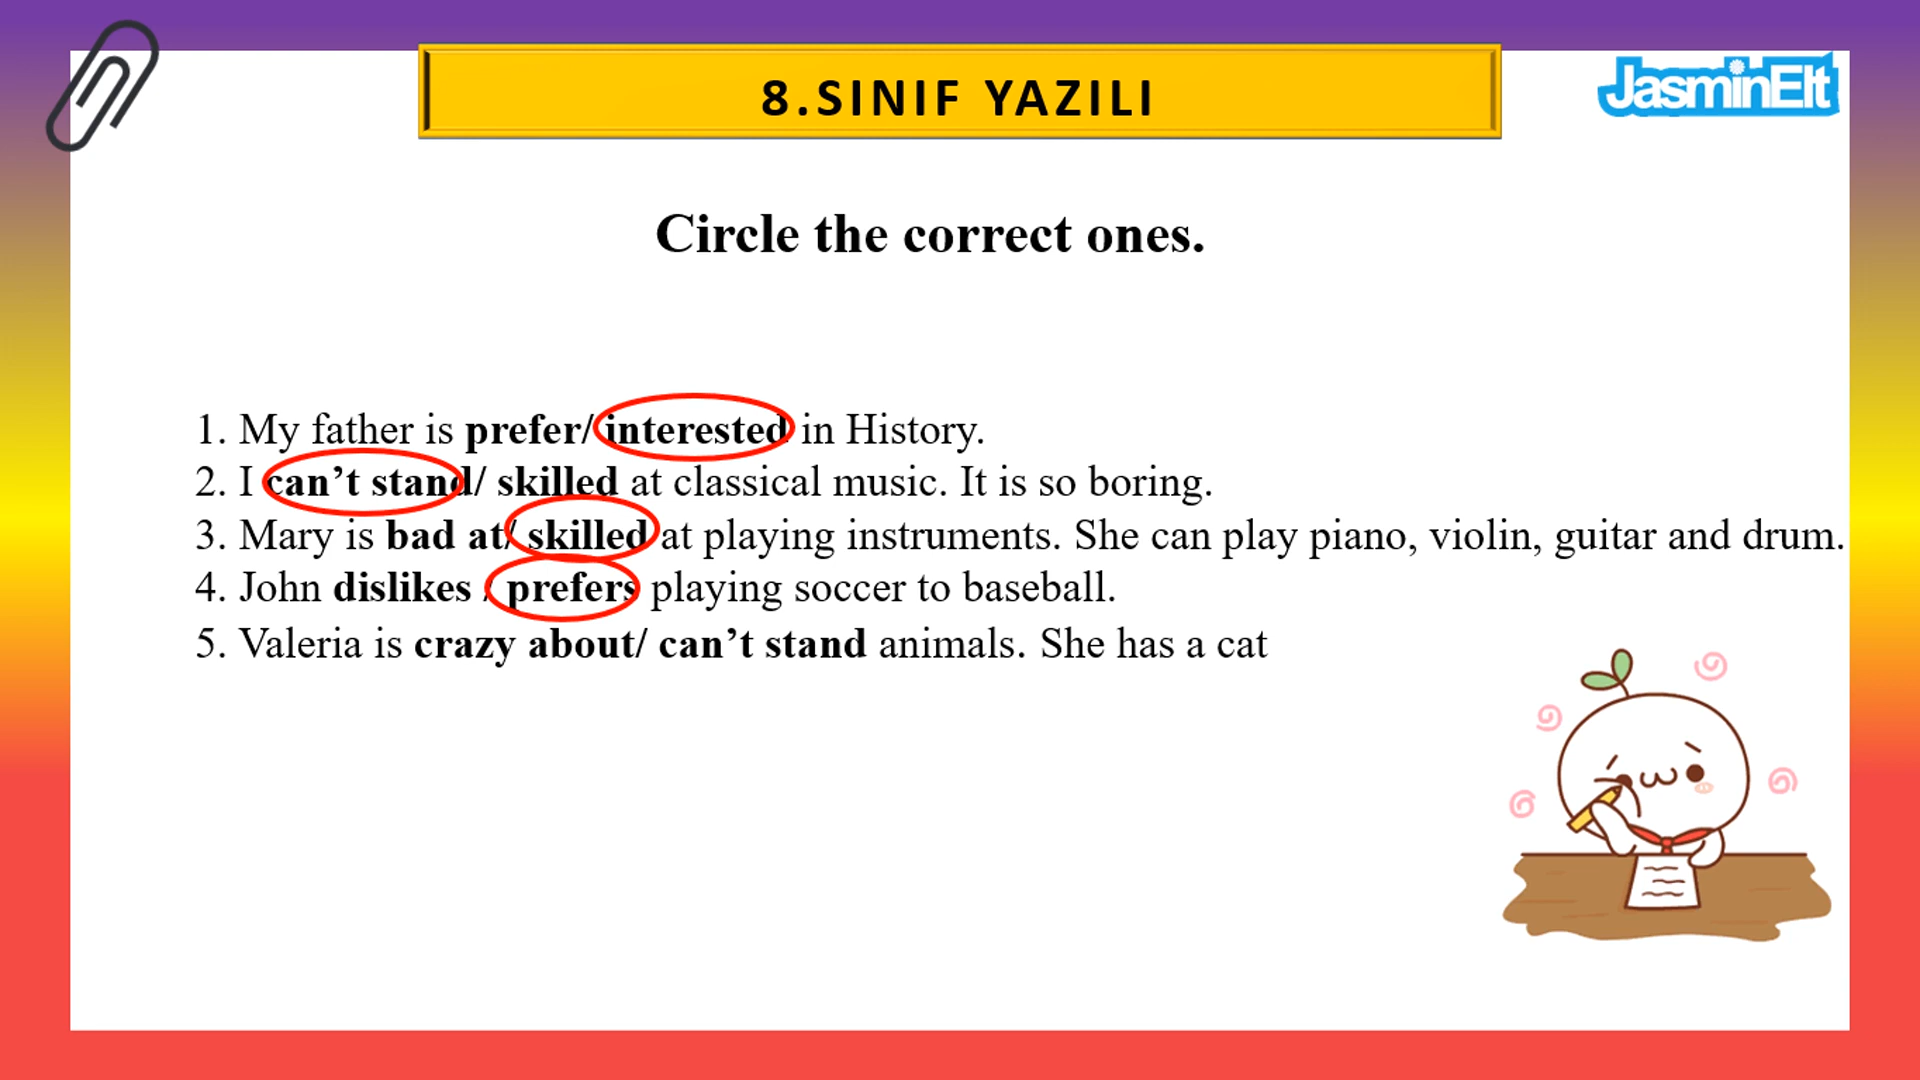 8.SINIF YAZILI
JasminElt
Circle the correct ones.
1. My father is prefer/ interested in History.
2. I can’t stand/ skilled at classical music. It is so boring.
3. Mary is bad at/ skilled at playing instruments. She can play piano, violin, guitar and drum.
4. John dislikes / prefers playing soccer to baseball.
5. Valeria is crazy about/ can’t stand animals. She has a cat